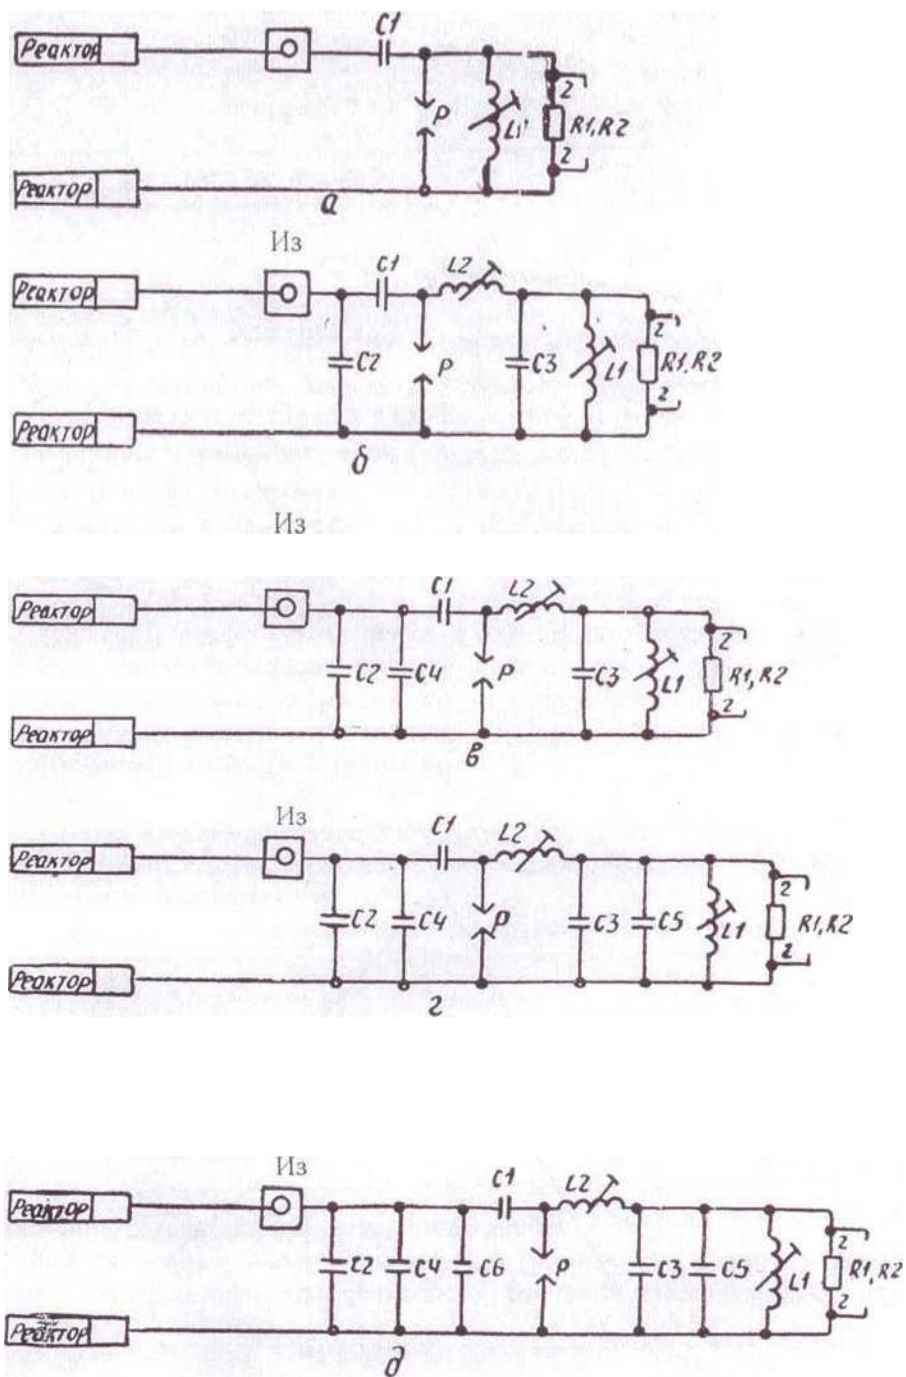 C1
Реактор
P
L1
2
R1,R2
2
Реактор
а
Из
C1
L2
Реактор
C2
P
C3
L1
2
R1,R2
2
Реактор
б
Из
C1
L2
Реактор
C2
C4
P
C3
L1
2
R1,R2
2
Реактор
в
Из
C1
L2
Реактор
C2
C4
P
C3
C5
L1
2
R1,R2
2
Реактор
г
Из
C1
L2
Реактор
C2
C4
C6
P
C3
C5
L1
2
R1,R2
2
Реактор
д